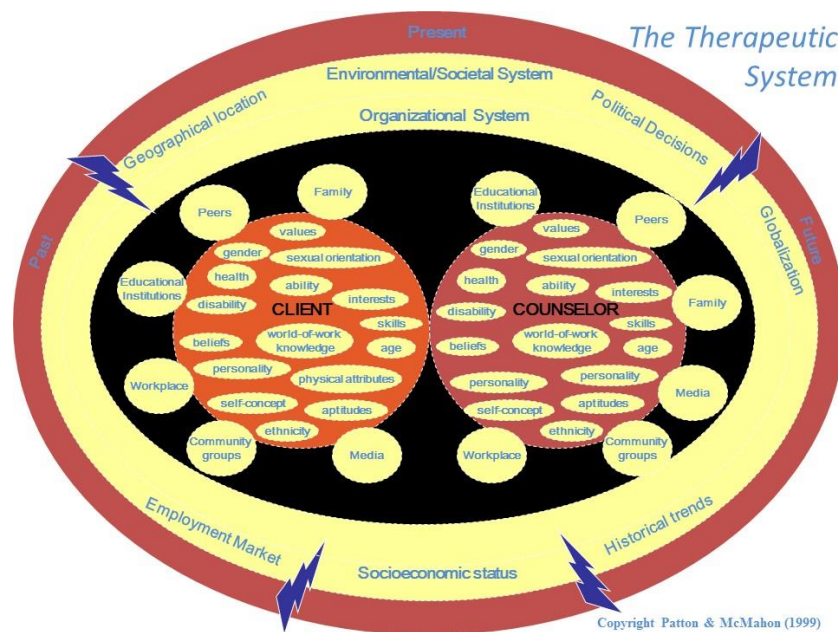 The Therapeutic
System
Present
Environmental/Societal System
Organizational System
Geographical location
Political Decisions
Past
Future
Globalization
Family
Peers
Educational
Institutions
Workplace
Community
groups
Media
values
gender
sexual orientation
health
ability
interests
disability
CLIENT
skills
beliefs
world-of-work
knowledge
age
personality
physical attributes
self-concept
aptitudes
ethnicity
Educational
Institutions
Peers
Family
Media
Community
groups
Workplace
values
gender
sexual orientation
health
ability
interests
disability
COUNSELOR
skills
beliefs
world-of-work
knowledge
age
personality
personality
self-concept
aptitudes
ethnicity
Employment Market
Socioeconomic status
Historical trends
Copyright Patton & McMahon (1999)